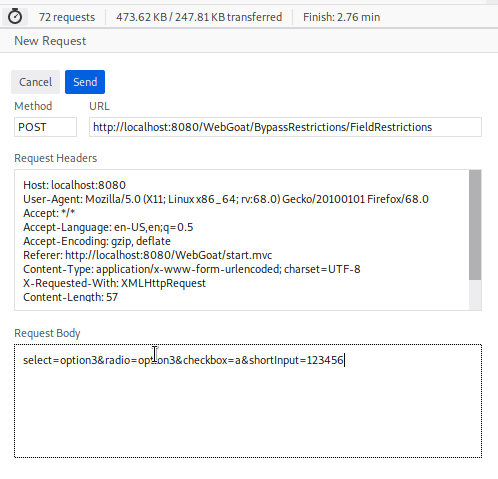 72 requests 473.62 KB / 247.81 KB transferred Finish: 2.76 min
New Request
Cancel Send
Method URL
POST http://localhost:8080/WebGoat/BypassRestrictions/FieldRestrictions
Request Headers
Host: localhost:8080
User-Agent: Mozilla/5.0 (X11; Linux x86_64; rv:68.0) Gecko/20100101 Firefox/68.0
Accept: */*
Accept-Language: en-US,en;q=0.5
Accept-Encoding: gzip, deflate
Referer: http://localhost:8080/WebGoat/start.mvc
Content-Type: application/x-www-form-urlencoded; charset=UTF-8
X-Requested-With: XMLHttpRequest
Content-Length: 57
Request Body
select=option3&radio=option3&checkbox=a&shortInput=123456